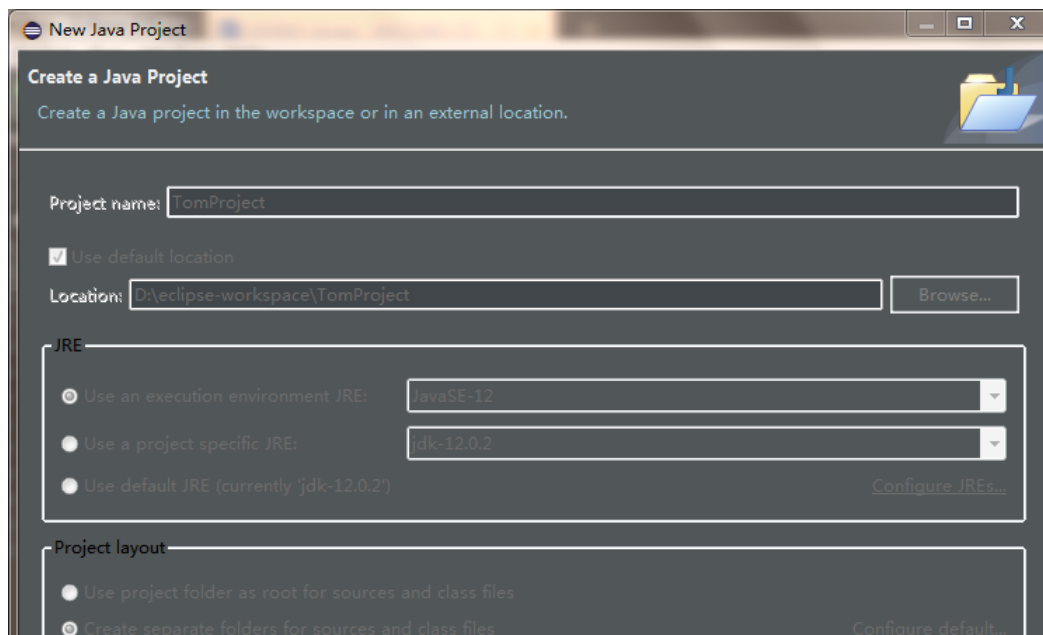 New Java Project
Create a Java Project
Create a Java project in the workspace or in an external location.
Project name: TomProject
Use default location
Location: D:\eclipse-workspace\TomProject Browse...
JRE
Use an execution environment JRE: JavaSE-12
Use a project specific JRE: jdk-12.0.2
Use default JRE (currently 'jdk-12.0.2') Configure JREs...
Project layout
Use project folder as root for sources and class files
Create separate folders for sources and class files Configure default...